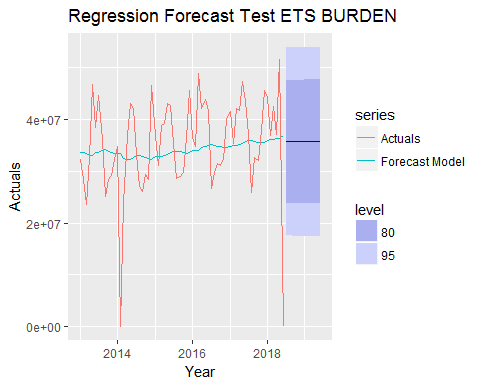 Regression Forecast Test ETS BURDEN
Actuals
4e+07
2e+07
0e+00
2014 2016 2018
Year
series
Actuals
Forecast Model
level
80
95